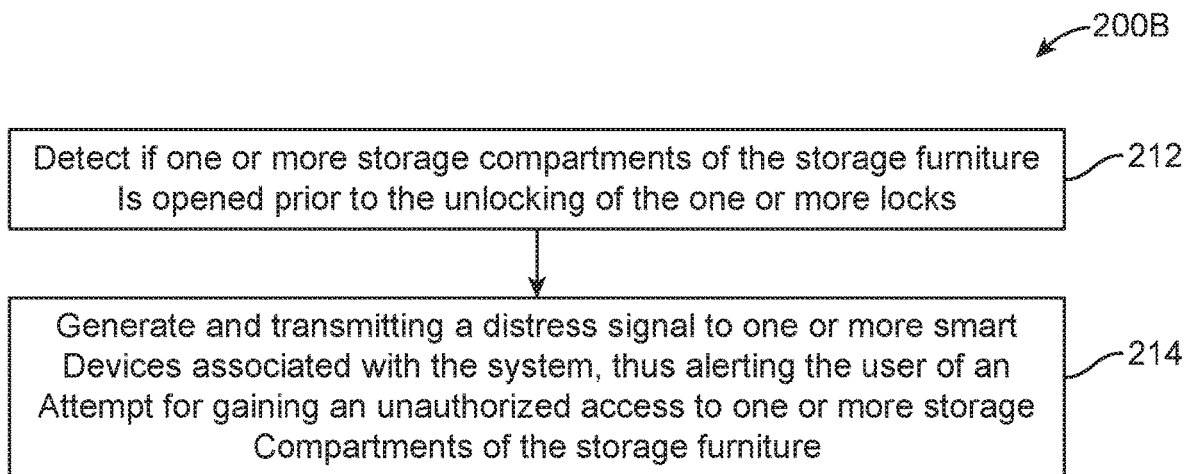 200B
Detect if one or more storage compartments of the storage furniture
Is opened prior to the unlocking of the one or more locks
212
Generate and transmitting a distress signal to one or more smart
Devices associated with the system, thus alerting the user of an
Attempt for gaining an unauthorized access to one or more storage
Compartments of the storage furniture
214